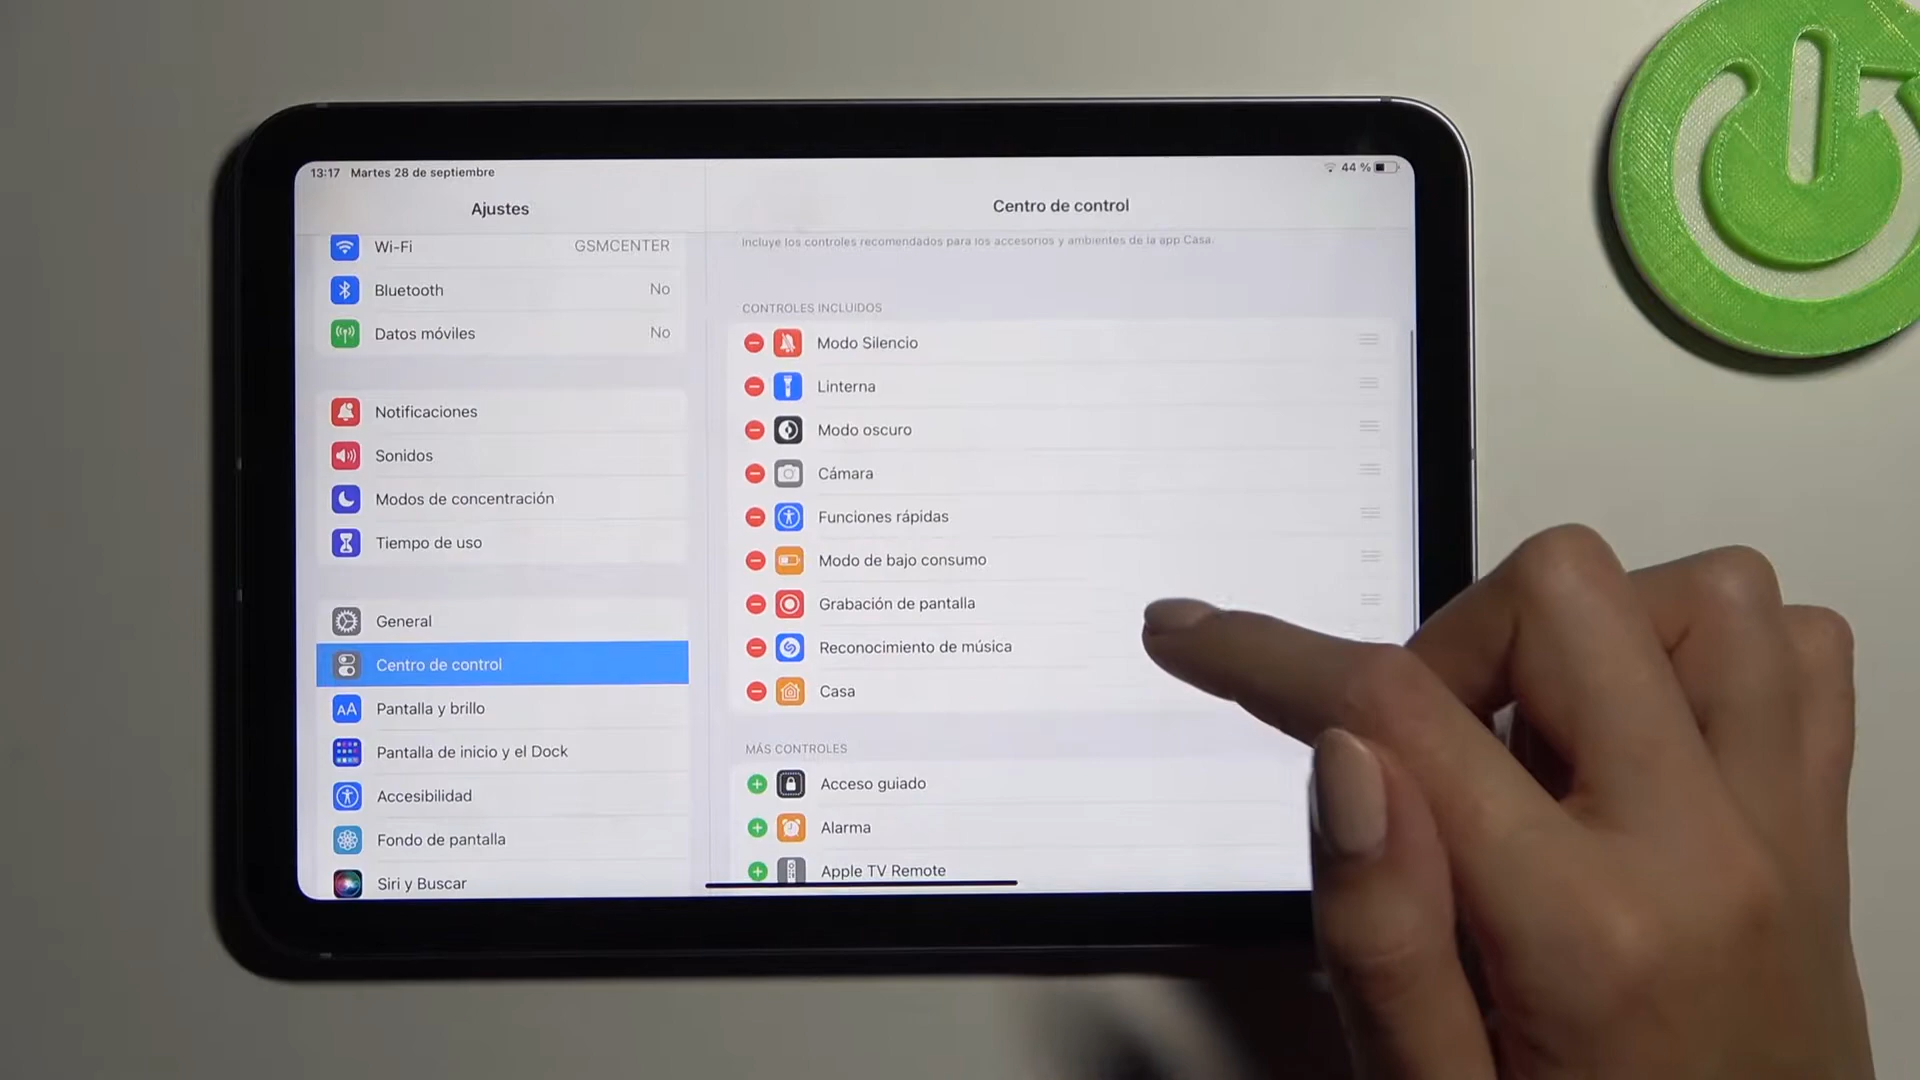 13:17 Martes 28 de septiembre
44 %
Ajustes
Wi-Fi GSMCENTER
Bluetooth No
Datos móviles No
Notificaciones
Sonidos
Modos de concentración
Tiempo de uso
General
Centro de control
AA Pantalla y brillo
Pantalla de inicio y el Dock
Accesibilidad
Fondo de pantalla
Siri y Buscar
Centro de control
Incluye los controles recomendados para los accesorios y ambientes de la app Casa.
CONTROLES INCLUIDOS
Modo Silencio
Linterna
Modo oscuro
Cámara
Funciones rápidas
Modo de bajo consumo
Grabación de pantalla
Reconocimiento de música
Casa
MÁS CONTROLES
Acceso guiado
Alarma
Apple TV Remote